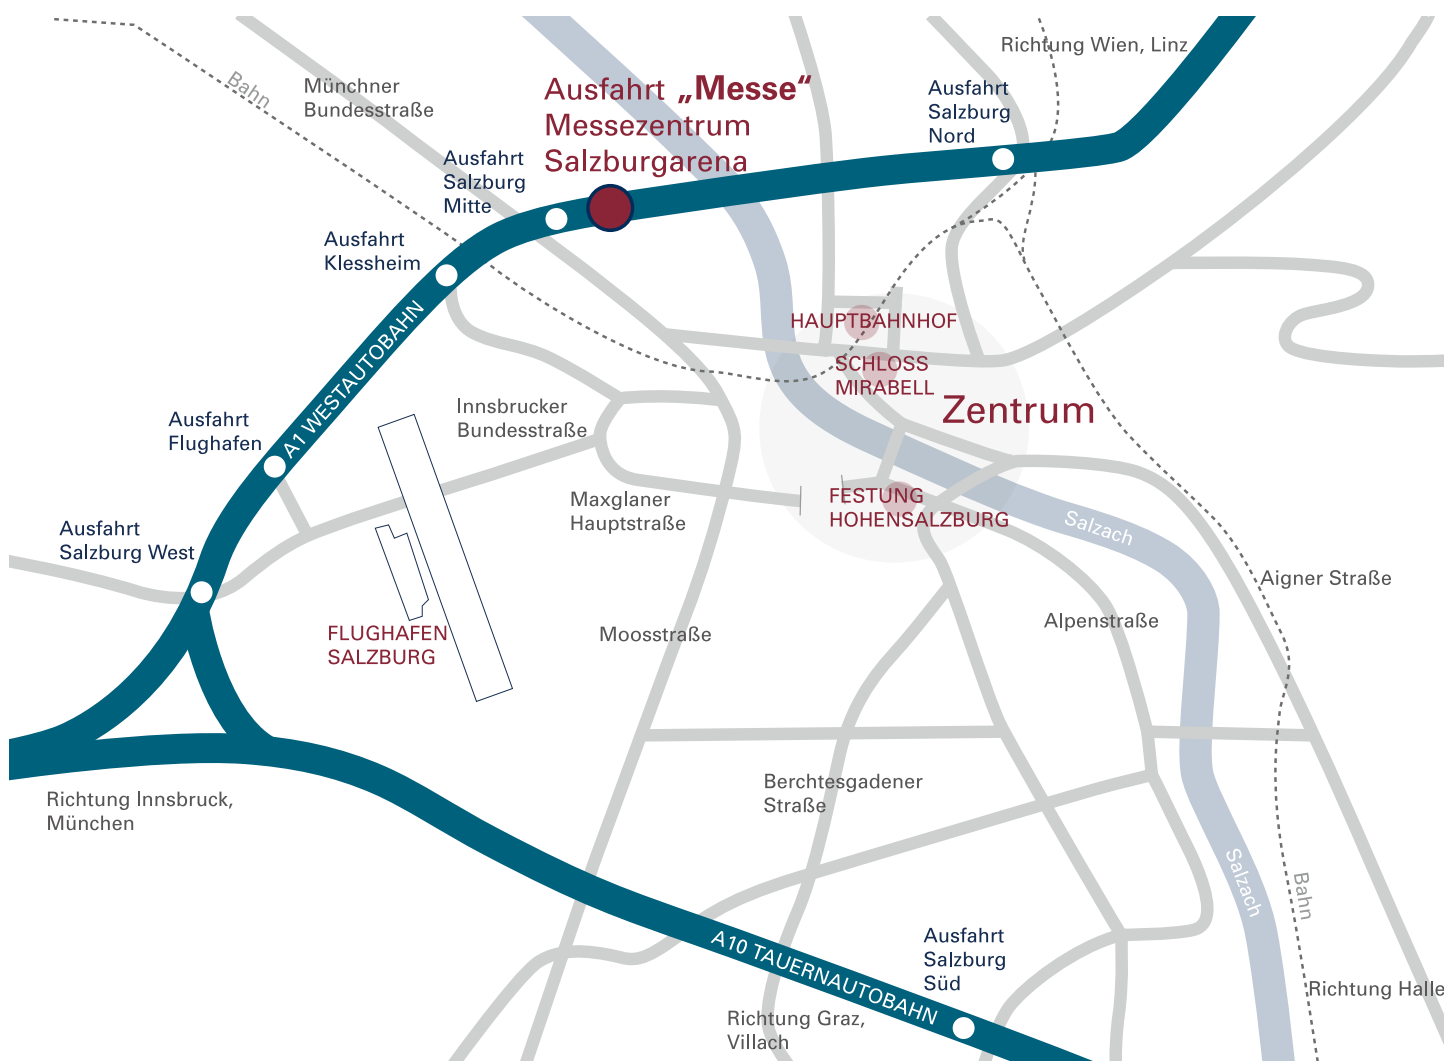 Richtung Wien, Linz
Bahn
Münchner
Bundesstraße
Ausfahrt „Messe“
Messezentrum
Salzburgarena
Ausfahrt
Salzburg
Nord
Ausfahrt
Salzburg
Mitte
Ausfahrt
Klessheim
A1 WESTAUTOBAHN
HAUPTBAHNHOF
SCHLOSS
MIRABELL
Zentrum
Innsbrucker
Bundesstraße
Ausfahrt
Flughafen
Maxglaner
Hauptstraße
FESTUNG
HOHENSALZBURG
Salzach
Ausfahrt
Salzburg West
Aigner Straße
Alpenstraße
FLUGHAFEN
SALZBURG
Moosstraße
Berchtesgadener
Straße
Richtung Innsbruck,
München
Salzach
Bahn
A10 TAUERNAUTOBAHN
Ausfahrt
Salzburg
Süd
Richtung Halle
Richtung Graz,
Villach